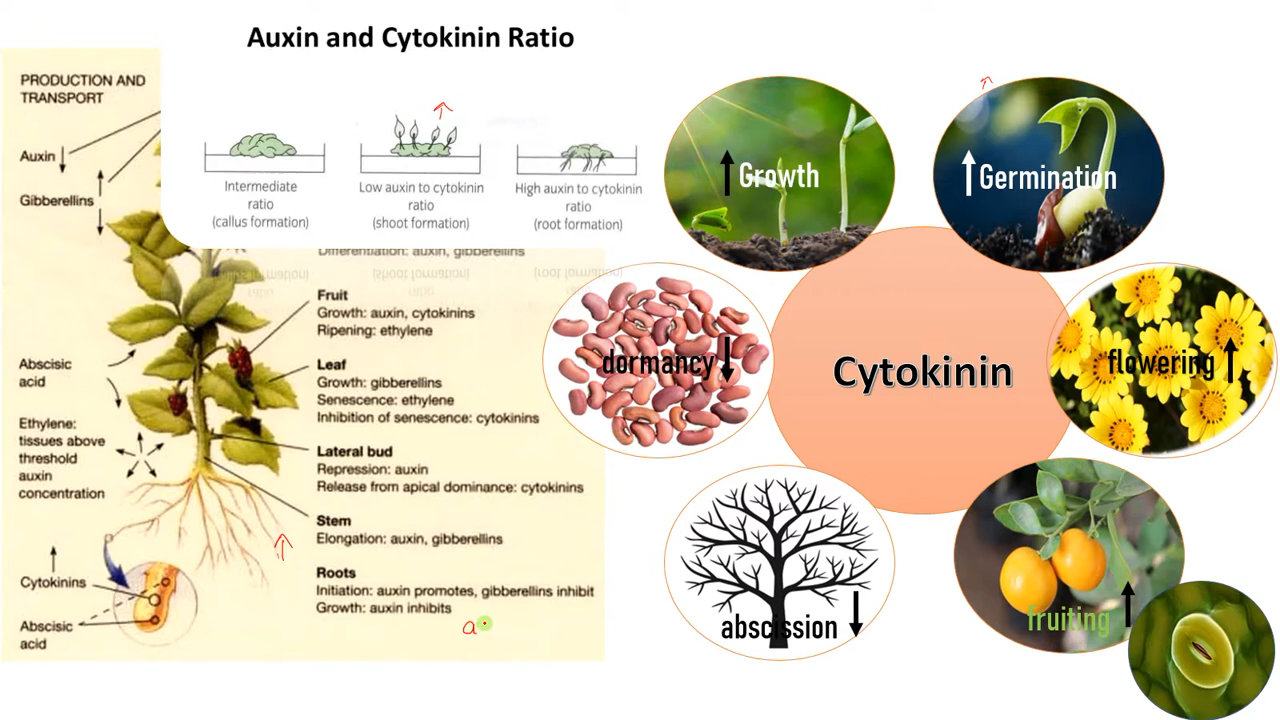 Auxin and Cytokinin Ratio
PRODUCTION AND
TRANSPORT
Auxin
Gibberellins
Intermediate
ratio
(callus formation)
Low auxin to cytokinin
ratio
(shoot formation)
High auxin to cytokinin
ratio
(root formation)
Differentiation: auxin, gibberellins
Fruit
Growth: auxin, cytokinins
Ripening: ethylene
Leaf
Growth: gibberellins
Senescence: ethylene
Inhibition of senescence: cytokinins
Lateral bud
Repression: auxin
Release from apical dominance: cytokinins
Stem
Elongation: auxin, gibberellins
Roots
Initiation: auxin promotes, gibberellins inhibit
Growth: auxin inhibits
a
Abscisic
acid
Ethylene:
tissues above
threshold
auxin
concentration
Cytokinins
Abscisic
acid
Growth
Germination
dormancy
Cytokinin
flowering
abscission
fruiting